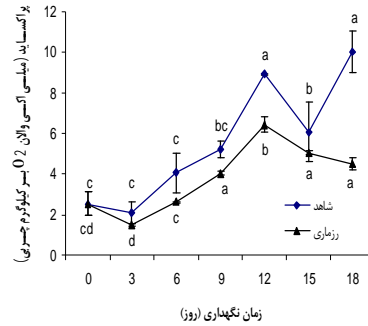 پراکساید (میلی اکی والان O2 بر کیلوگرم چربی)
12
10
8
6
4
2
0
a
a
c
c
c
bc
b
cd
d
c
a
b
a
a
شاهد
رزماری
0 3 6 9 12 15 18
زمان نگهداری (روز)